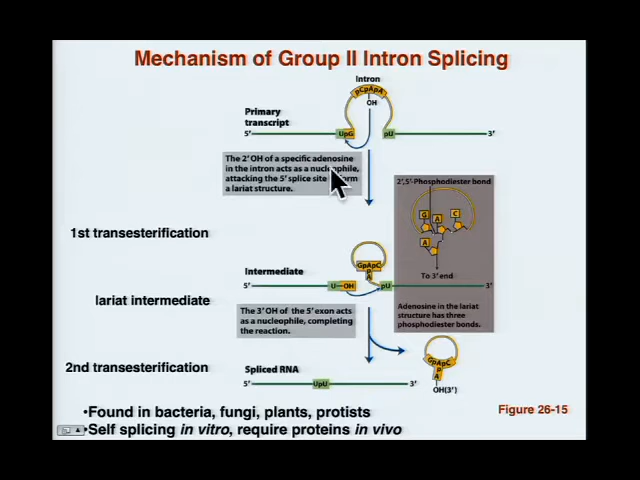 Mechanism of Group II Intron Splicing
Intron
pCpApA
OH
Primary
transcript
5'
UpG
pU
3'
The 2' OH of a specific adenosine
in the intron acts as a nucleophile,
attacking the 5' splice site
a lariat structure.
2',5'-Phosphodiester bond
G
A
C
A
To 3' end
Adenosine in the lariat
structure has three
phosphodiester bonds.
1st transesterification
GpApC
p
A
Intermediate
5'
U
OH
pU
3'
lariat intermediate
The 3' OH of the 5' exon acts
as a nucleophile, completing
the reaction.
2nd transesterification
Spliced RNA
5'
UpU
3'
GpApC
p
A
OH(3')
•Found in bacteria, fungi, plants, protists
•Self splicing in vitro, require proteins in vivo
Figure 26-15